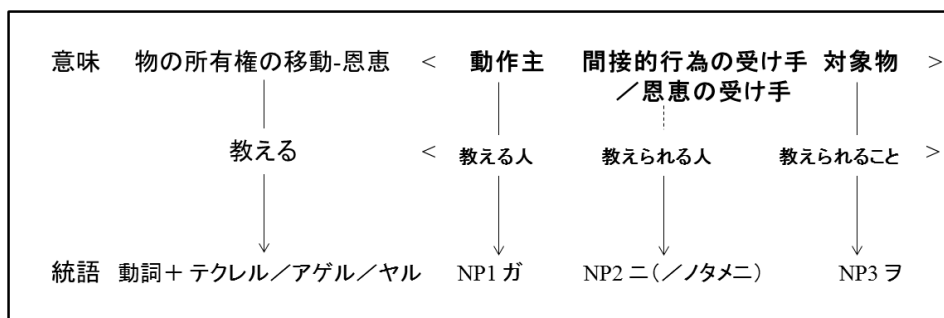 意味 物の所有権の移動-恩恵 < 動作主 間接的行為の受け手 対象物 >
／恩恵の受け手
教える < 教える人 教えられる人 教えられること >
統語 動詞＋テクレル／アゲル／ヤル NP1 ガ NP2 ニ(／ノタメニ) NP3 ヲ